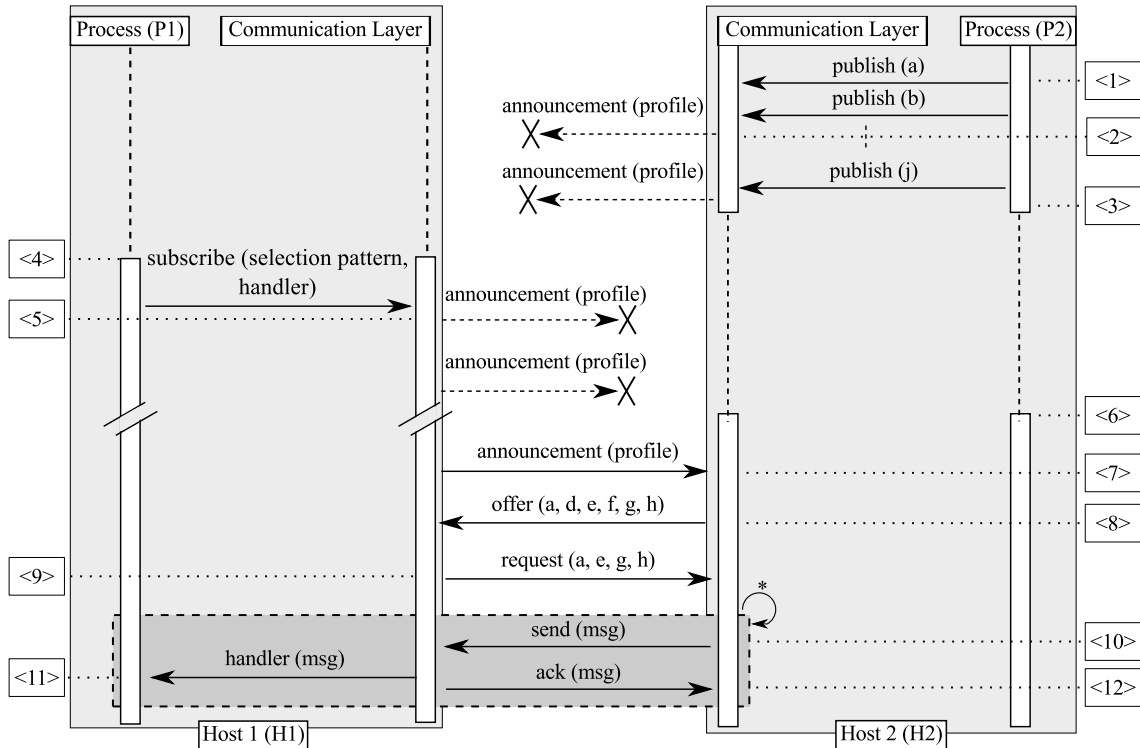 Process (P1)
Communication Layer
Communication Layer
Process (P2)
publish (a)
<1>
publish (b)
announcement (profile)
<2>
announcement (profile)
publish (j)
<3>
<4>
subscribe (selection pattern,
handler)
announcement (profile)
<5>
announcement (profile)
<6>
announcement (profile)
<7>
offer (a, d, e, f, g, h)
<8>
<9>
request (a, e, g, h)
*
send (msg)
<10>
<11>
handler (msg)
ack (msg)
<12>
Host 1 (H1)
Host 2 (H2)